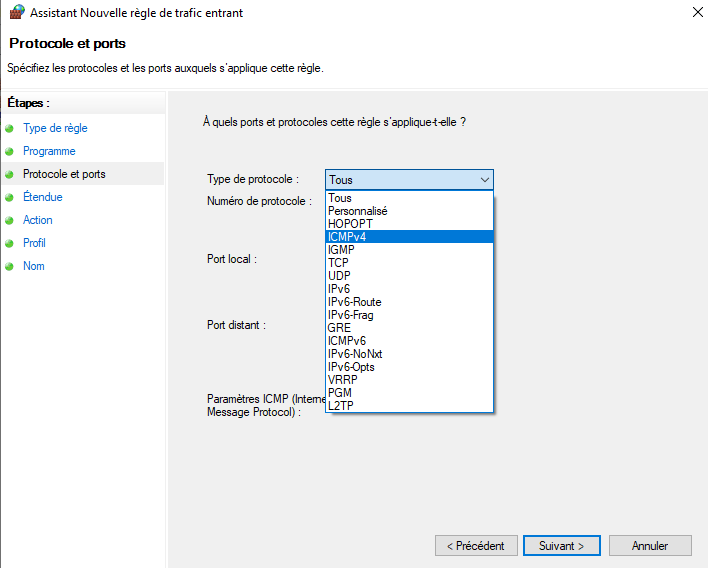 Assistant Nouvelle règle de trafic entrant
Protocole et ports
Spécifiez les protocoles et les ports auxquels s'applique cette règle.
Étapes :
Type de règle
Programme
Protocole et ports
Étendue
Action
Profil
Nom
À quels ports et protocoles cette règle s'applique-t-elle ?
Type de protocole :
Tous
Numéro de protocole :
Tous
Personnalisé
HOPOPT
ICMPv4
IGMP
TCP
UDP
IPv6
IPv6-Route
IPv6-Frag
GRE
ICMPv6
IPv6-NoNxt
IPv6-Opts
VRRP
PGM
L2TP
Port local :
Port distant :
Paramètres ICMP (Interne
Message Protocol) :
< Précédent
Suivant >
Annuler